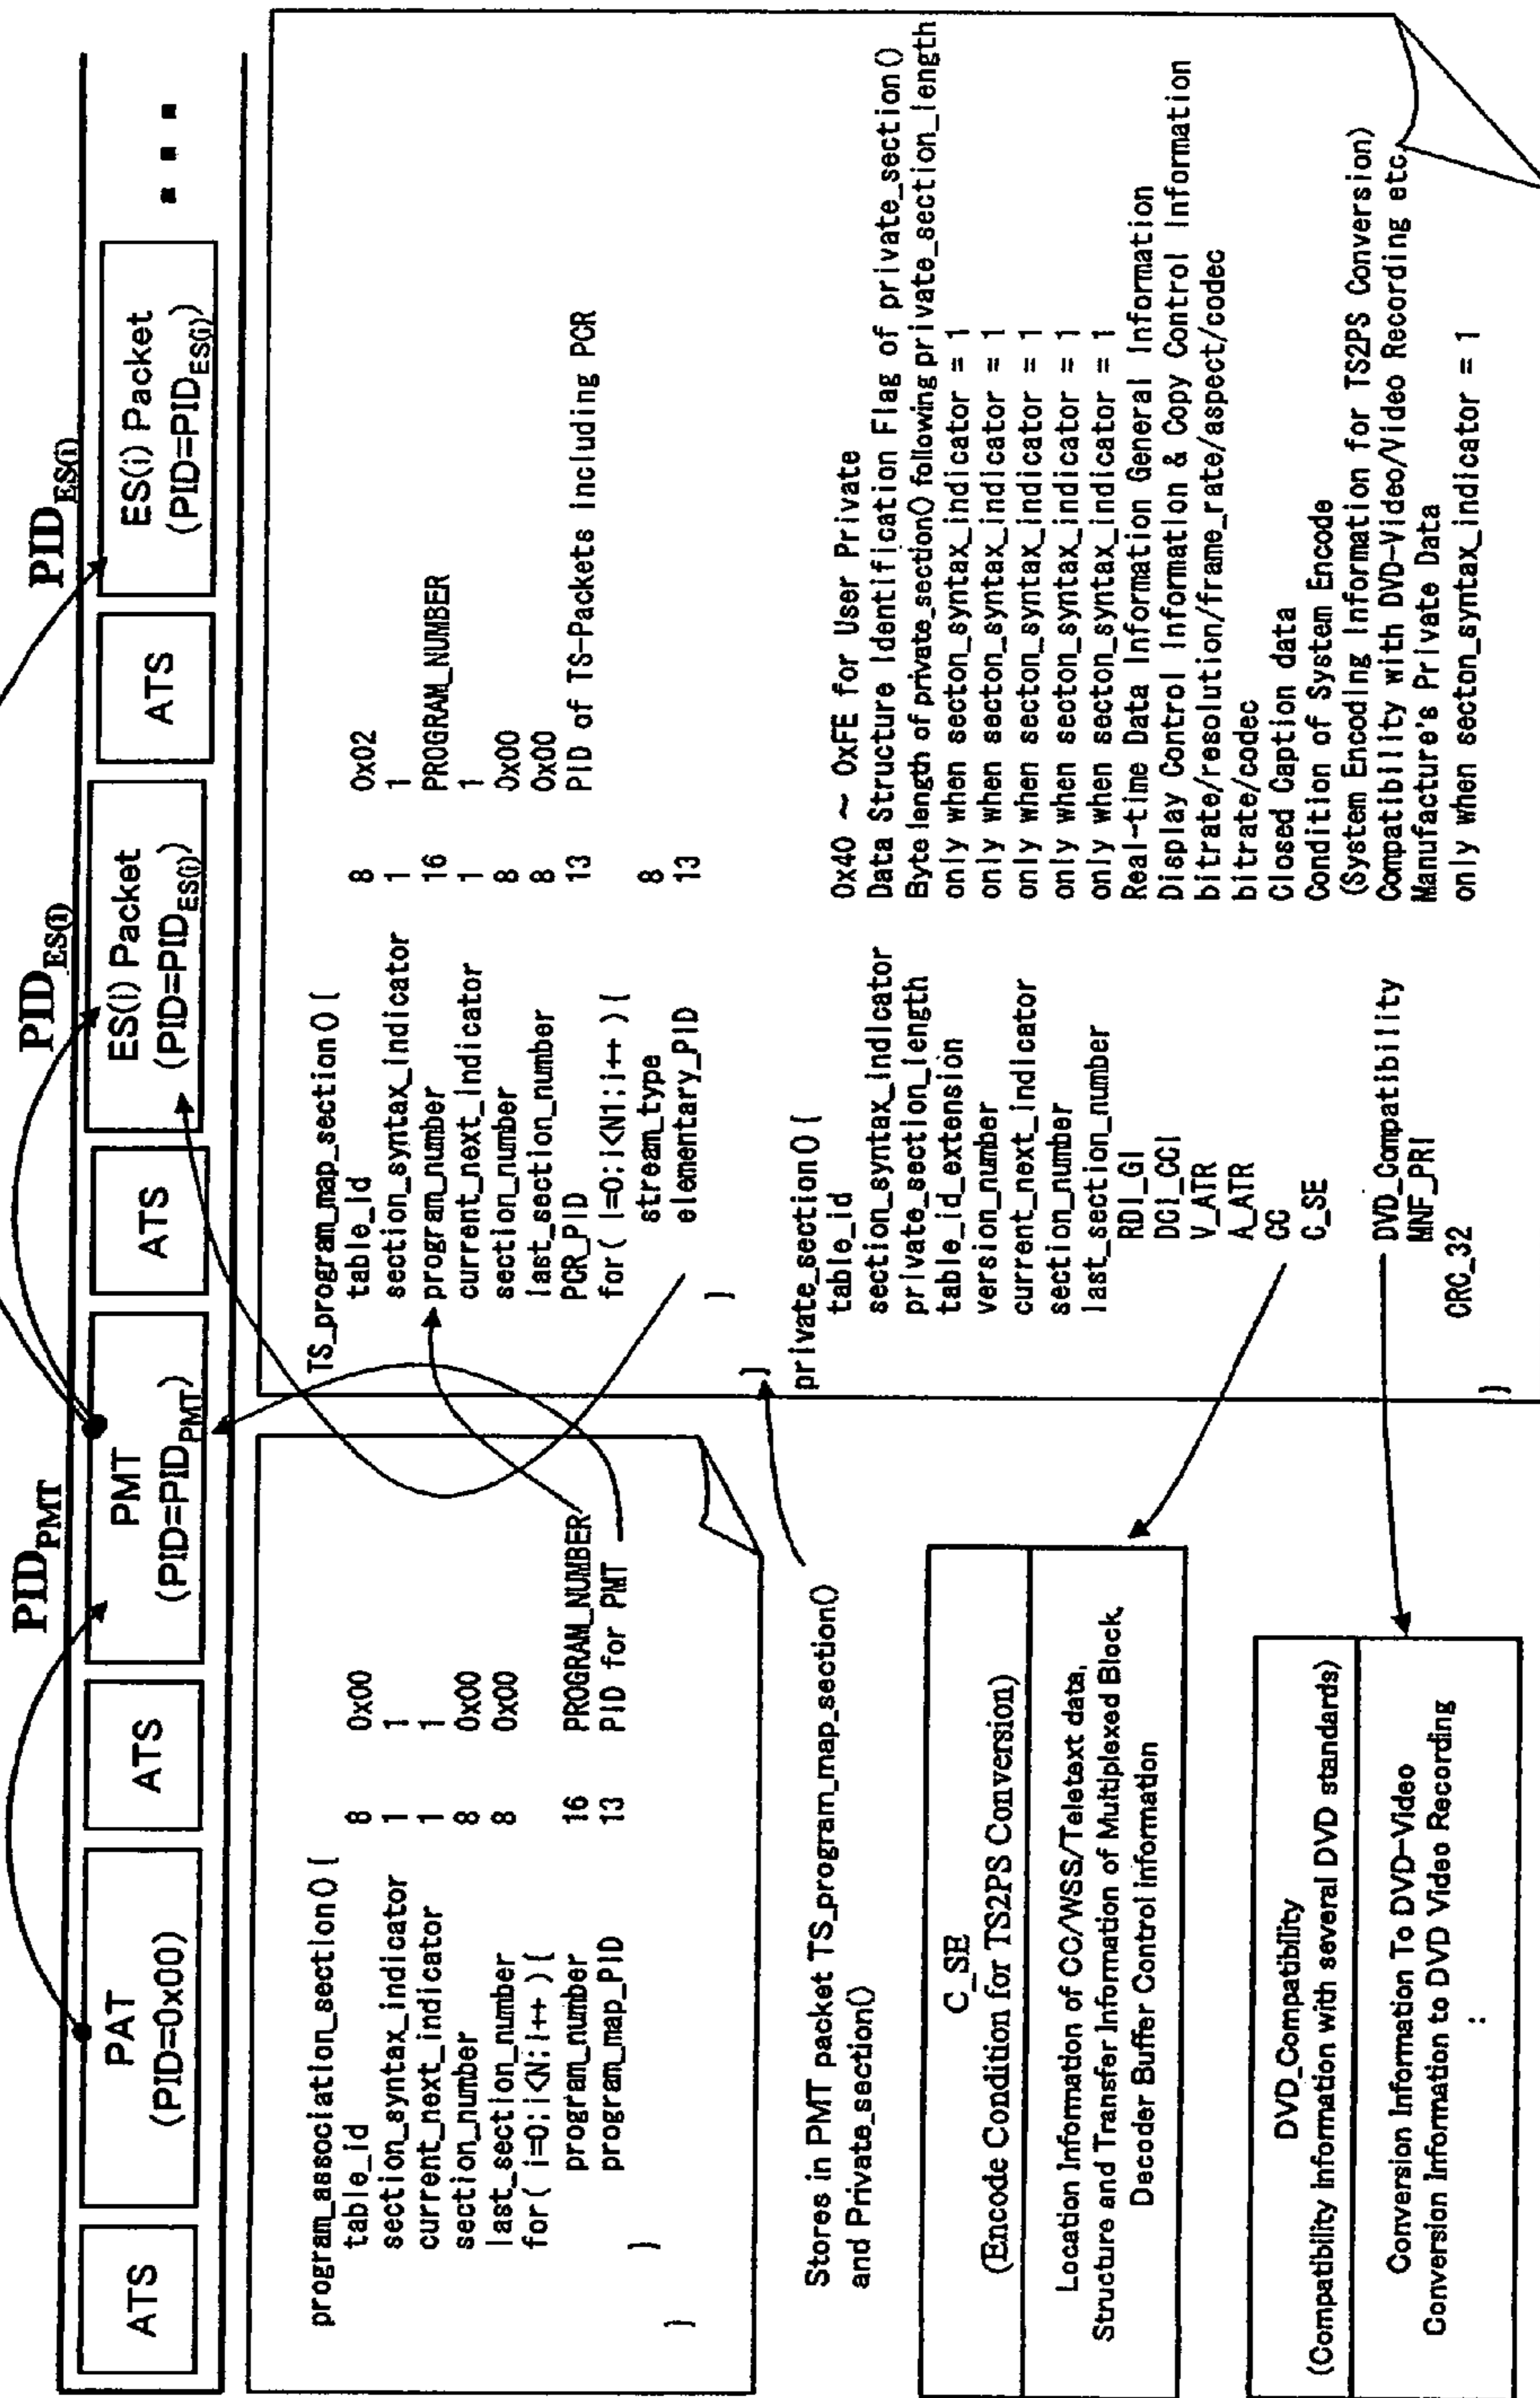 PID_PMT
PID_ES(i)
PID_ES(i)
ATS
PAT
(PID=0x00)
ATS
PMT
(PID=PID_PMT)
ATS
ES(i) Packet
(PID=PID_ES(i))
ATS
ES(i) Packet
(PID=PID_ES(i))
program_association_section(){
table_id 8 0x00
section_syntax_indicator 1 1
current_next_indicator 1 1
section_number 8 0x00
last_section_number 8 0x00
for( i=0;i<N;i++ ){
program_number 16 PROGRAM_NUMBER
program_map_PID 13 PID for PMT
}
}
TS_program_map_section(){
table_id 8 0x02
section_syntax_indicator 1 1
program_number 16 PROGRAM_NUMBER
current_next_indicator 1 1
section_number 8 0x00
last_section_number 8 0x00
PCR_PID 13 PID of TS-Packets including PCR
for( i=0;i<N1;i++ ){
stream_type 8
elementary_PID 13
}
}
private_section(){
table_id 0x40 ~ 0xFE for User Private
section_syntax_indicator Data Structure Identification Flag of private_section()
private_section_length Byte length of private_section() following private_section_length
table_id_extension only when secton_syntax_indicator = 1
version_number only when secton_syntax_indicator = 1
current_next_indicator only when secton_syntax_indicator = 1
section_number only when secton_syntax_indicator = 1
last_section_number only when secton_syntax_indicator = 1
RDI_GI Real-time Data Information General Information
DCI_CCI Display Control Information & Copy Control Information
V_ATR bitrate/resolution/frame_rate/aspect/codec
A_ATR bitrate/codec
CC Closed Caption data
C_SE Condition of System Encode
(System Encoding Information for TS2PS Conversion)
DVD_Compatibility Compatibility with DVD-Video/Video Recording etc.
MNF_PRI Manufacture's Private Data
CRC_32 only when secton_syntax_indicator = 1
}
Stores in PMT packet TS_program_map_section()
and Private_section()
C_SE
(Encode Condition for TS2PS Conversion)
Location Information of CC/WSS/Teletext data,
Structure and Transfer Information of Multiplexed Block,
Decoder Buffer Control information
DVD_Compatibility
(Compatibility Information with several DVD standards)
Conversion Information To DVD-Video
Conversion Information to DVD Video Recording
: